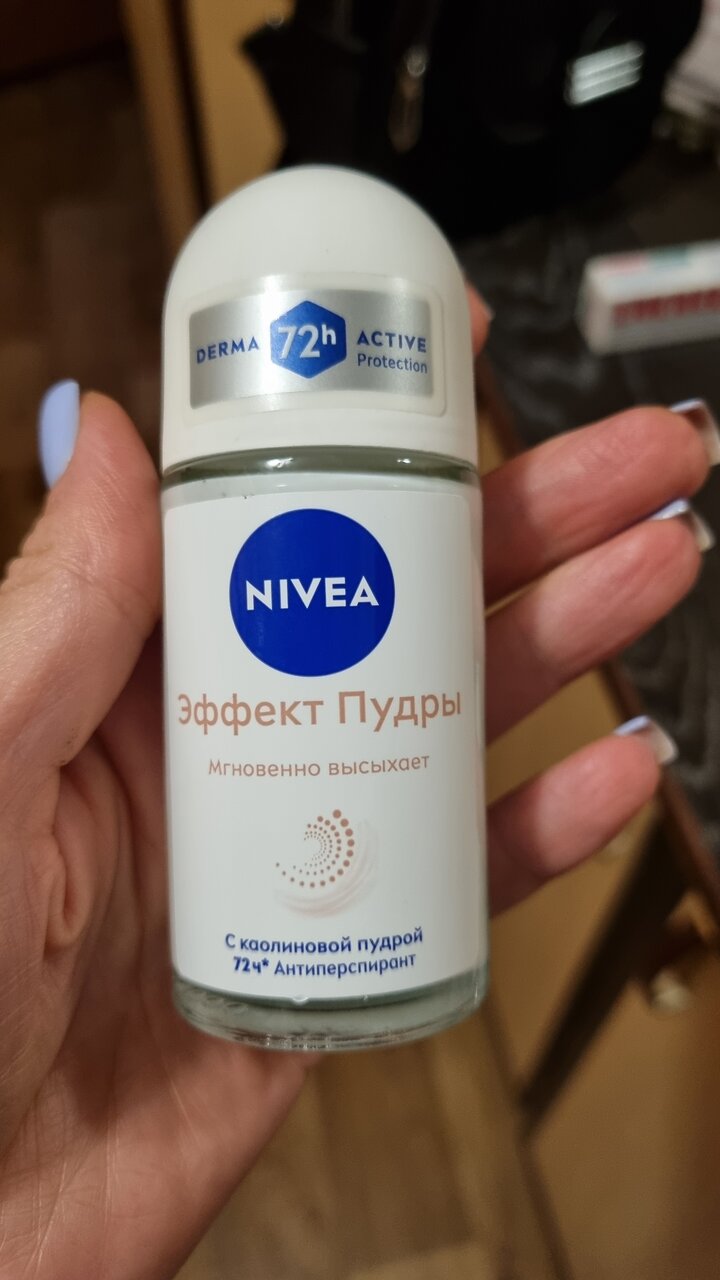 DERMA 72h ACTIVE
Protection
NIVEA
Эффект Пудры
Мгновенно высыхает
С каолиновой пудрой
72ч* Антиперспирант